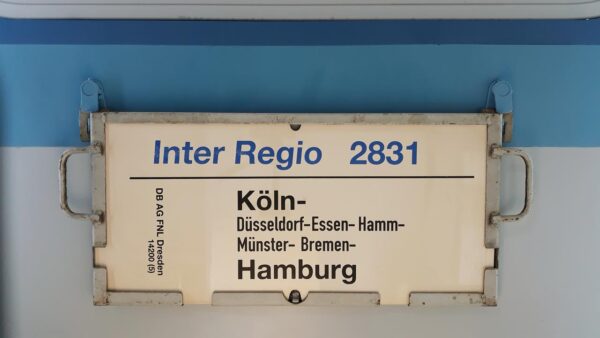 Inter Regio 2831
Köln-
Düsseldorf-Essen- Hamm-
Münster- Bremen-
Hamburg
DB AG FNL Dresden
14200 (5)